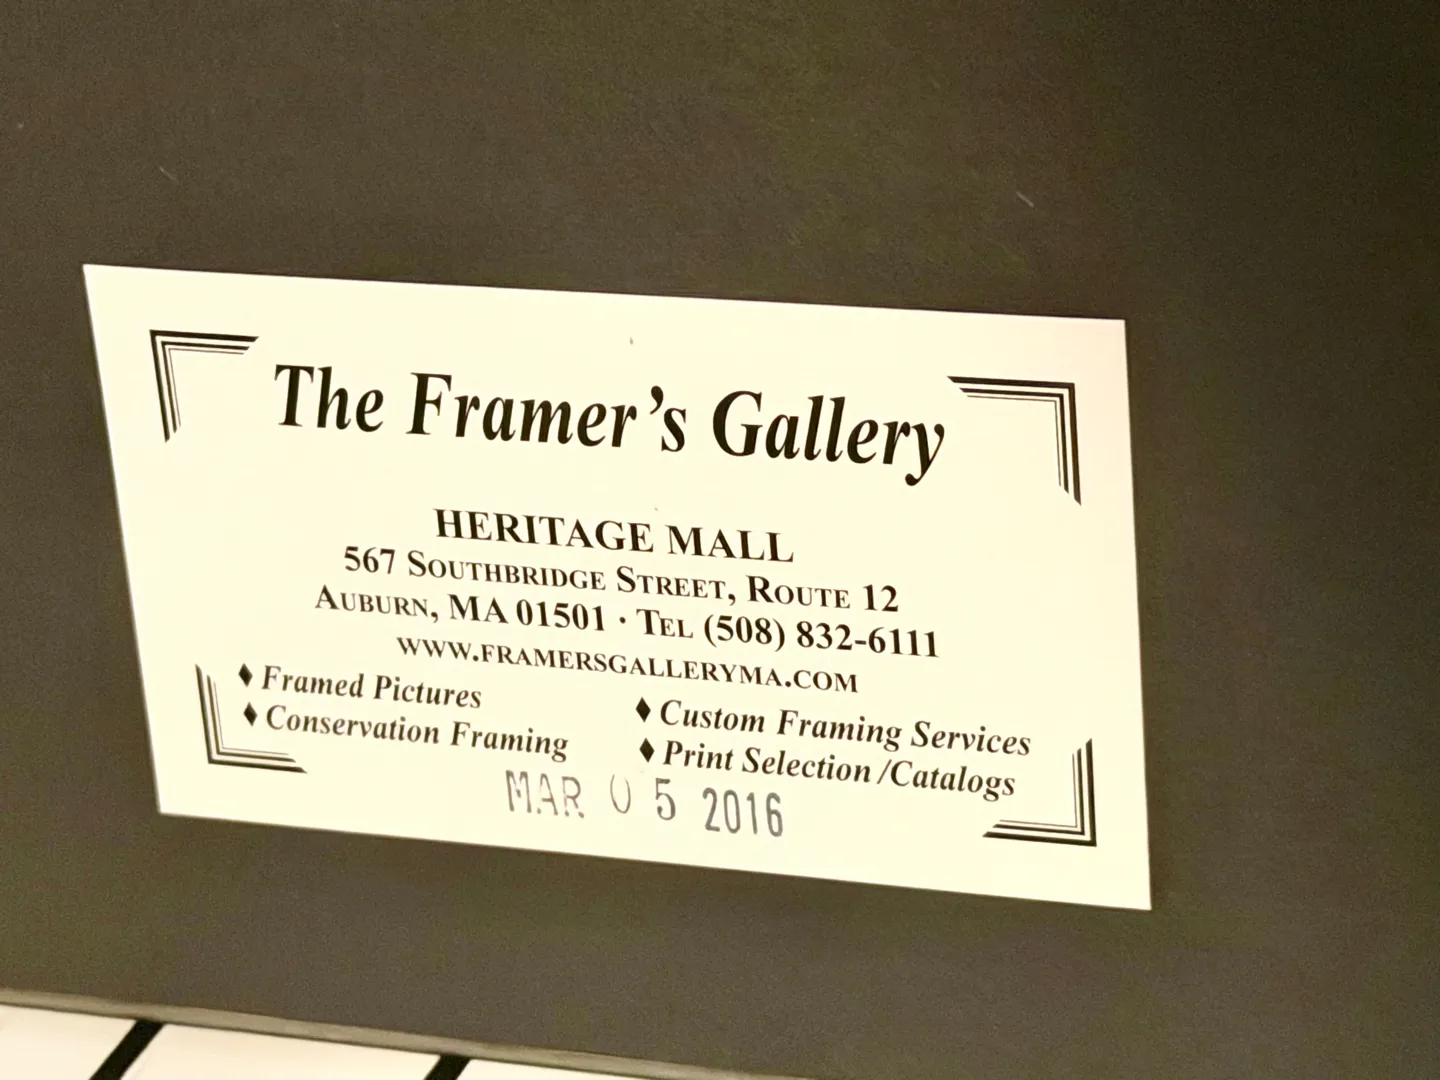 The Framer's Gallery
HERITAGE MALL
567 SOUTHBRIDGE STREET, ROUTE 12
AUBURN, MA 01501 · TEL (508) 832-6111
WWW.FRAMERSGALLERYMA.COM
♦ Framed Pictures
♦ Conservation Framing
♦ Custom Framing Services
♦ Print Selection/Catalogs
MAR 05 2016